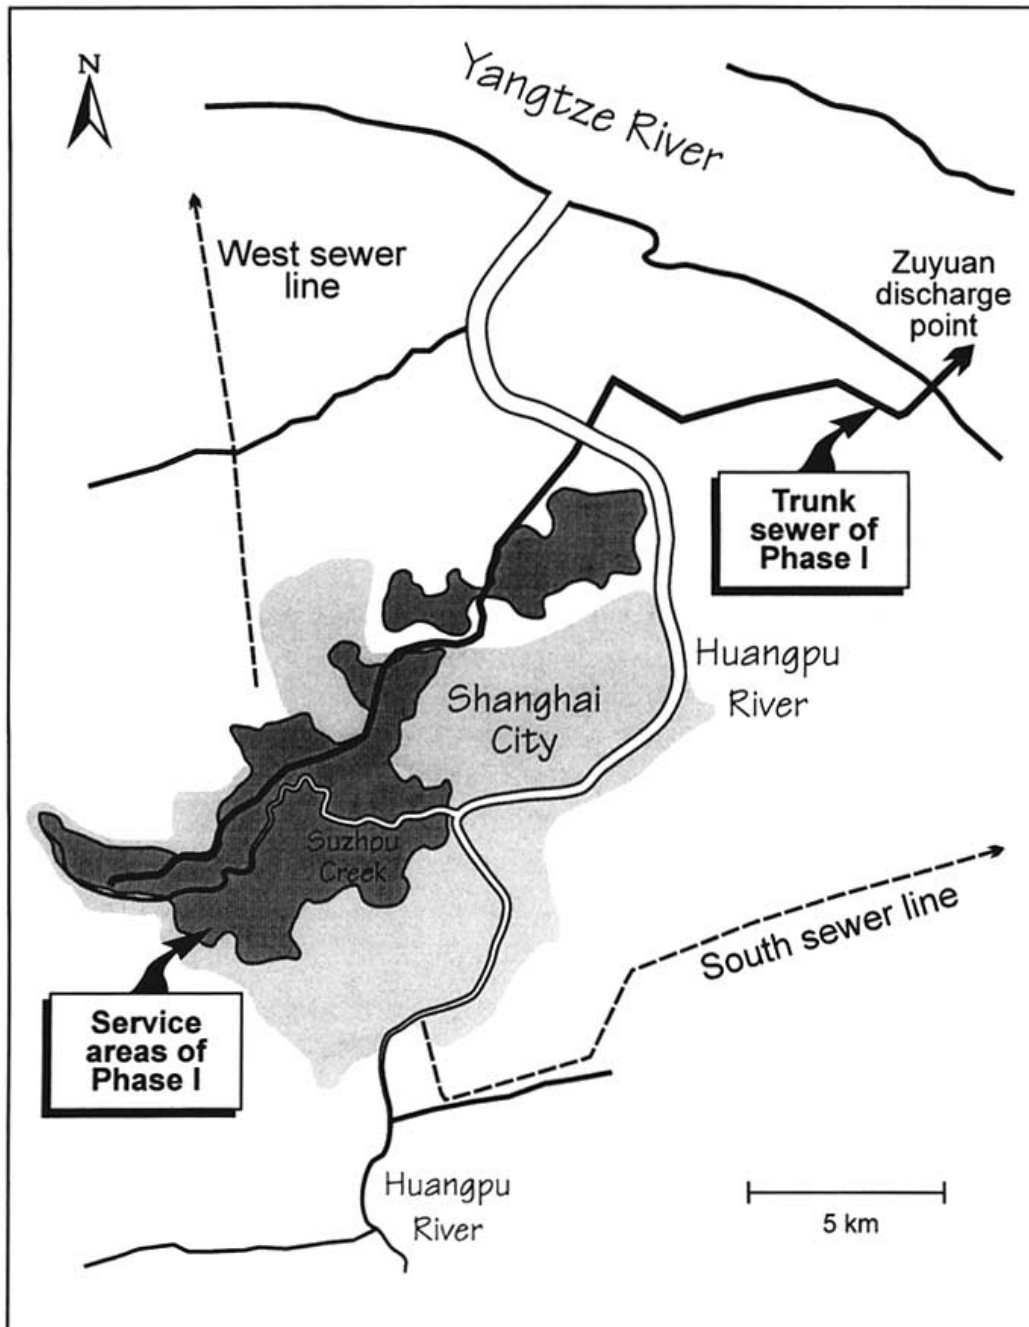 N
Yangtze River
West sewer
line
Zuyuan
discharge
point
Trunk
sewer of
Phase I
Huangpu
River
Shanghai
City
Suzhou
Creek
South sewer line
Service
areas of
Phase I
Huangpu
River
5 km